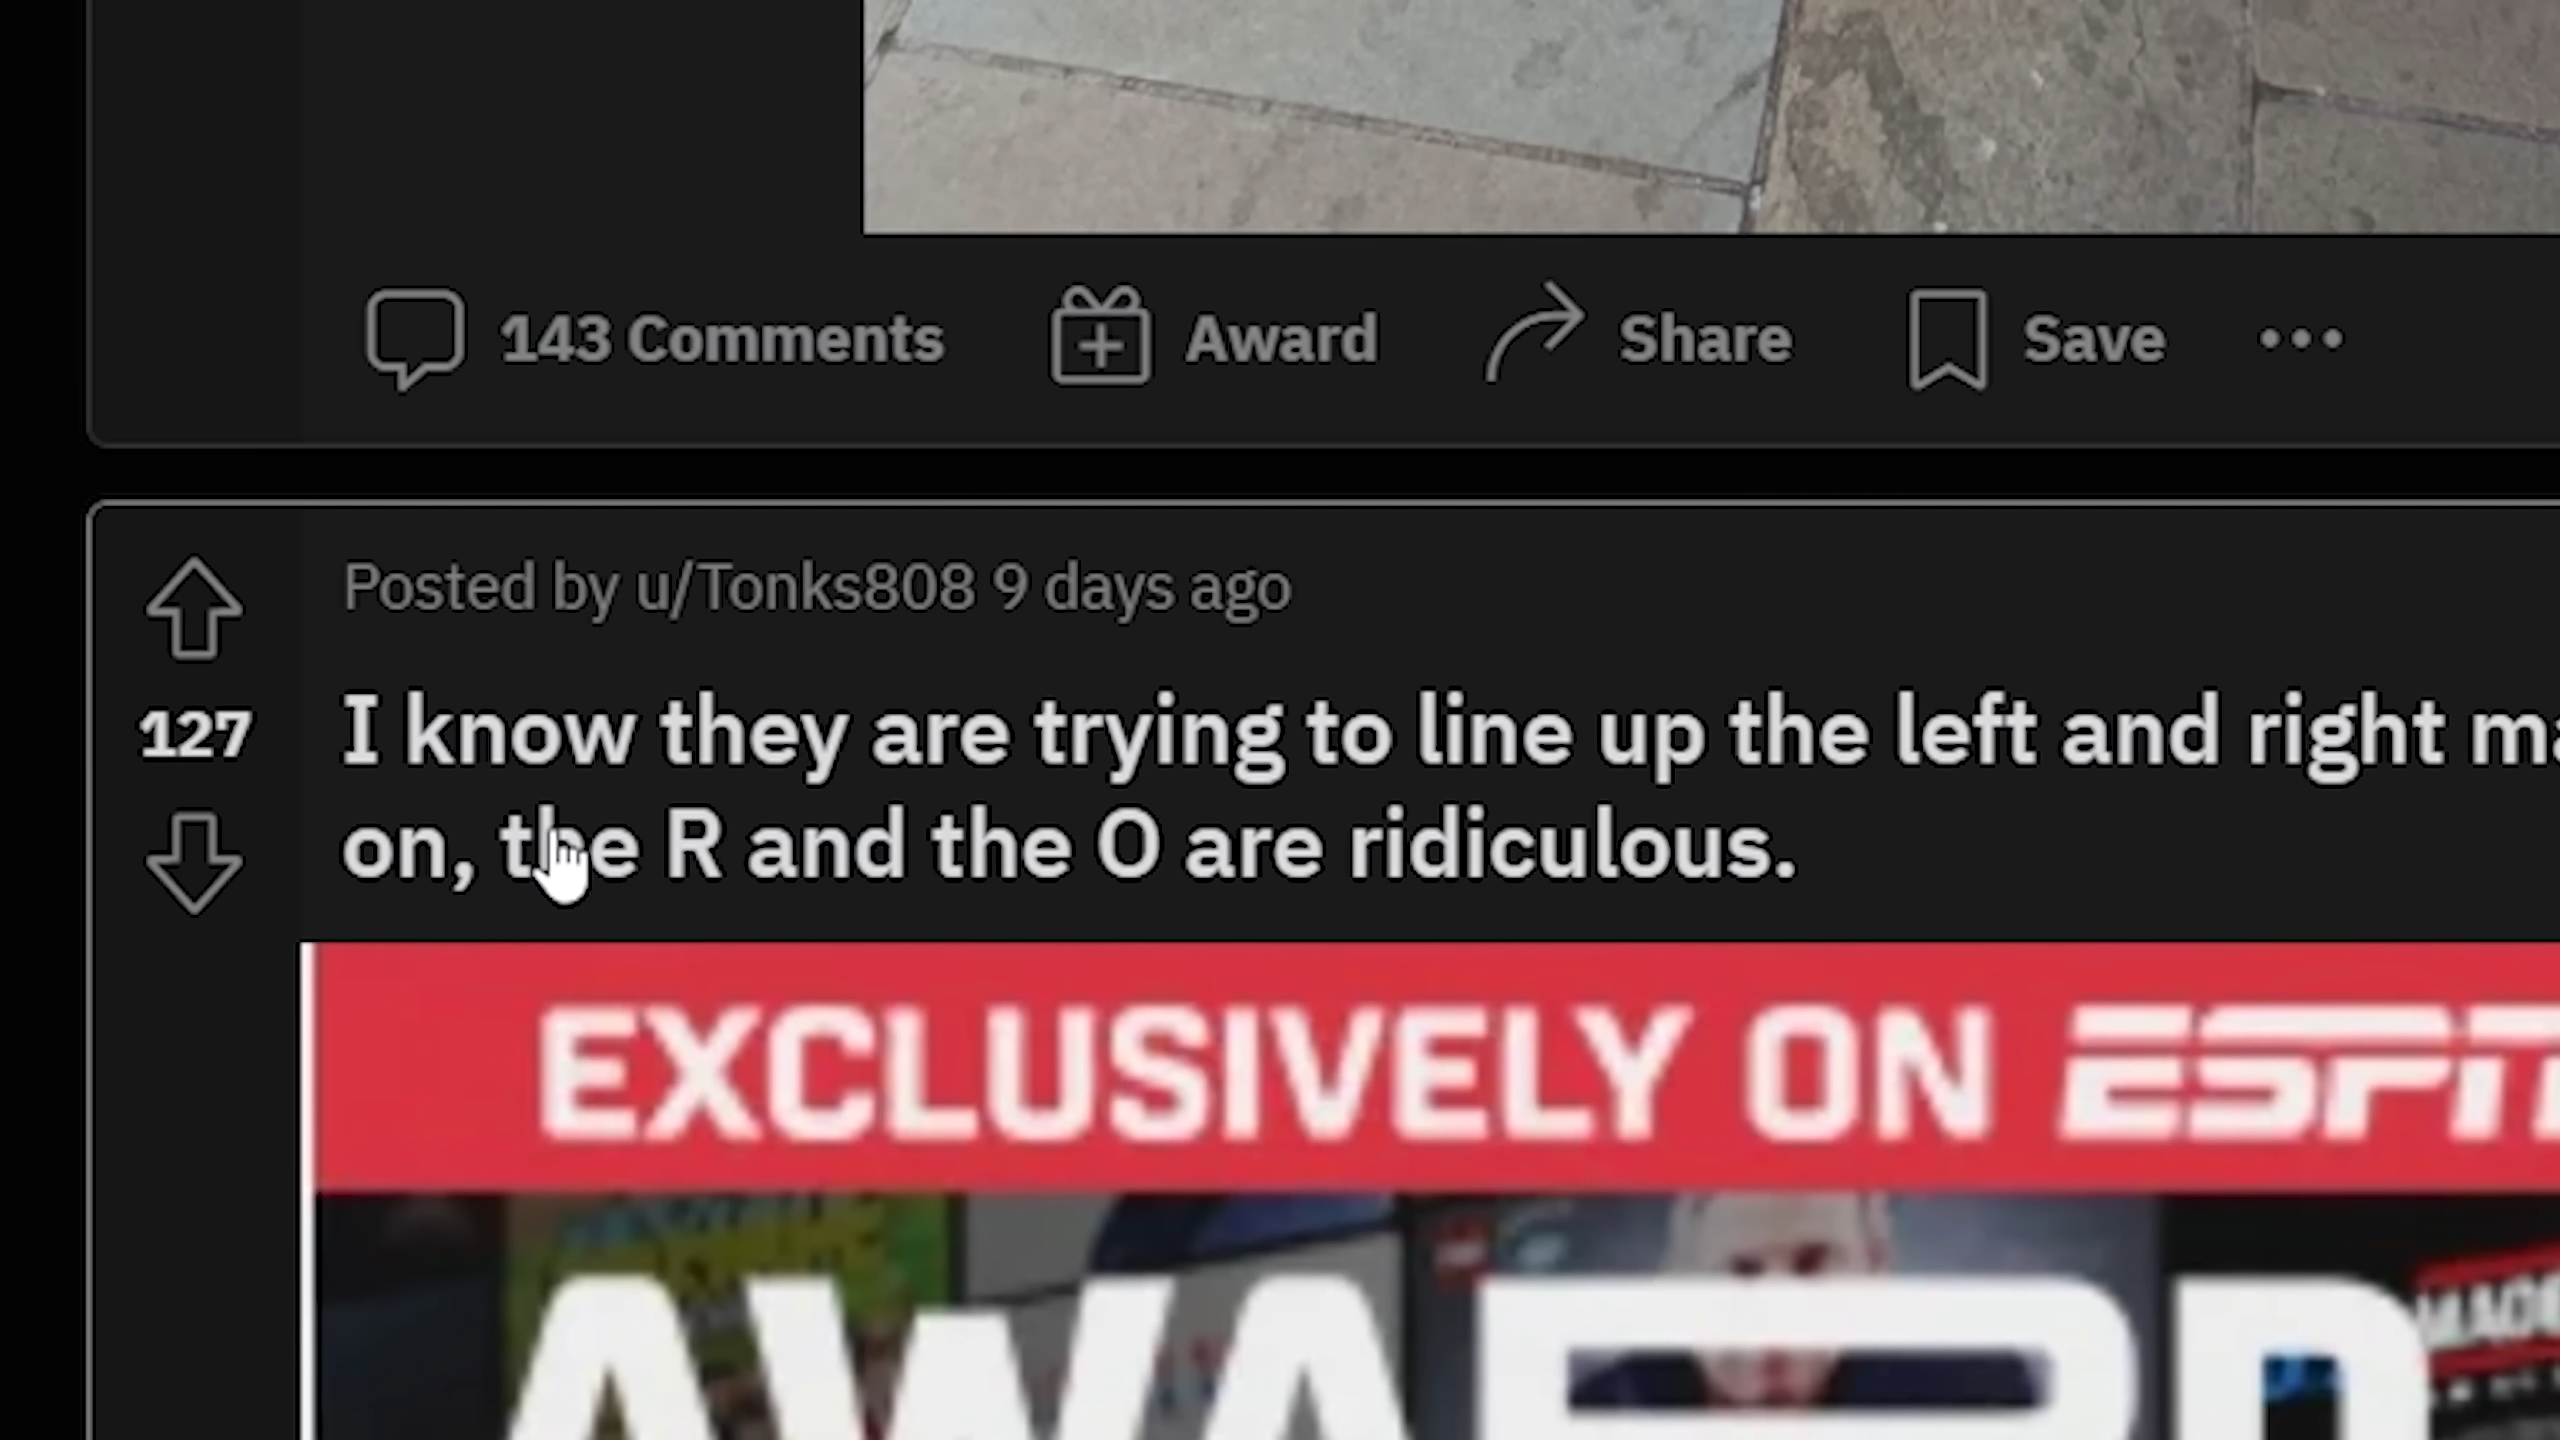 143 Comments Award Share Save
Posted by u/Tonks808 9 days ago
127
I know they are trying to line up the left and right
on, the R and the O are ridiculous.
EXCLUSIVELY ON ESPN